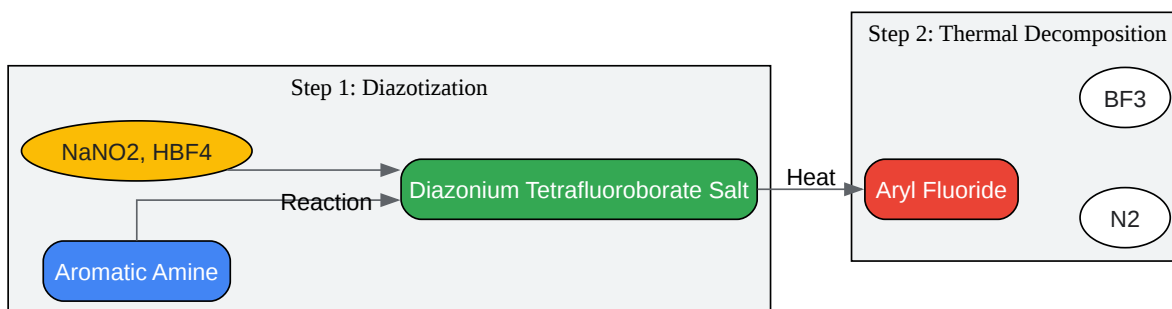 Step 1: Diazotization
NaNO2, HBF4
Reaction
Aromatic Amine
Diazonium Tetrafluoroborate Salt
Heat
Step 2: Thermal Decomposition
BF3
Aryl Fluoride
N2